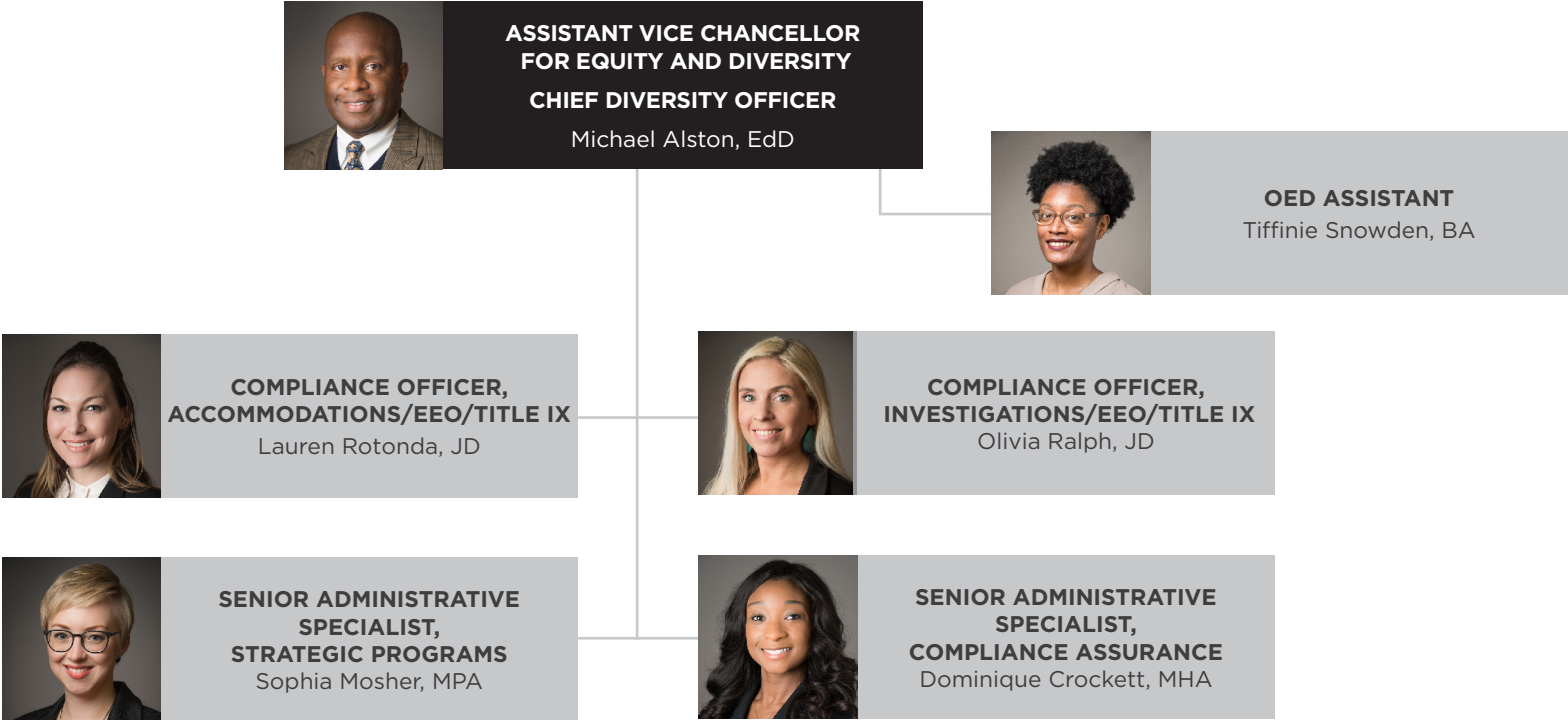 ASSISTANT VICE CHANCELLOR
FOR EQUITY AND DIVERSITY
CHIEF DIVERSITY OFFICER
Michael Alston, EdD
OED ASSISTANT
Tiffinie Snowden, BA
COMPLIANCE OFFICER,
ACCOMMODATIONS/EEO/TITLE IX
Lauren Rotonda, JD
COMPLIANCE OFFICER,
INVESTIGATIONS/EEO/TITLE IX
Olivia Ralph, JD
SENIOR ADMINISTRATIVE
SPECIALIST,
STRATEGIC PROGRAMS
Sophia Mosher, MPA
SENIOR ADMINISTRATIVE
SPECIALIST,
COMPLIANCE ASSURANCE
Dominique Crockett, MHA